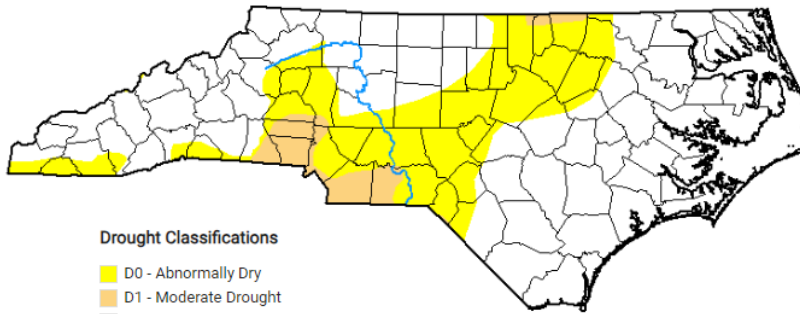 Drought Classifications
D0 - Abnormally Dry
D1 - Moderate Drought